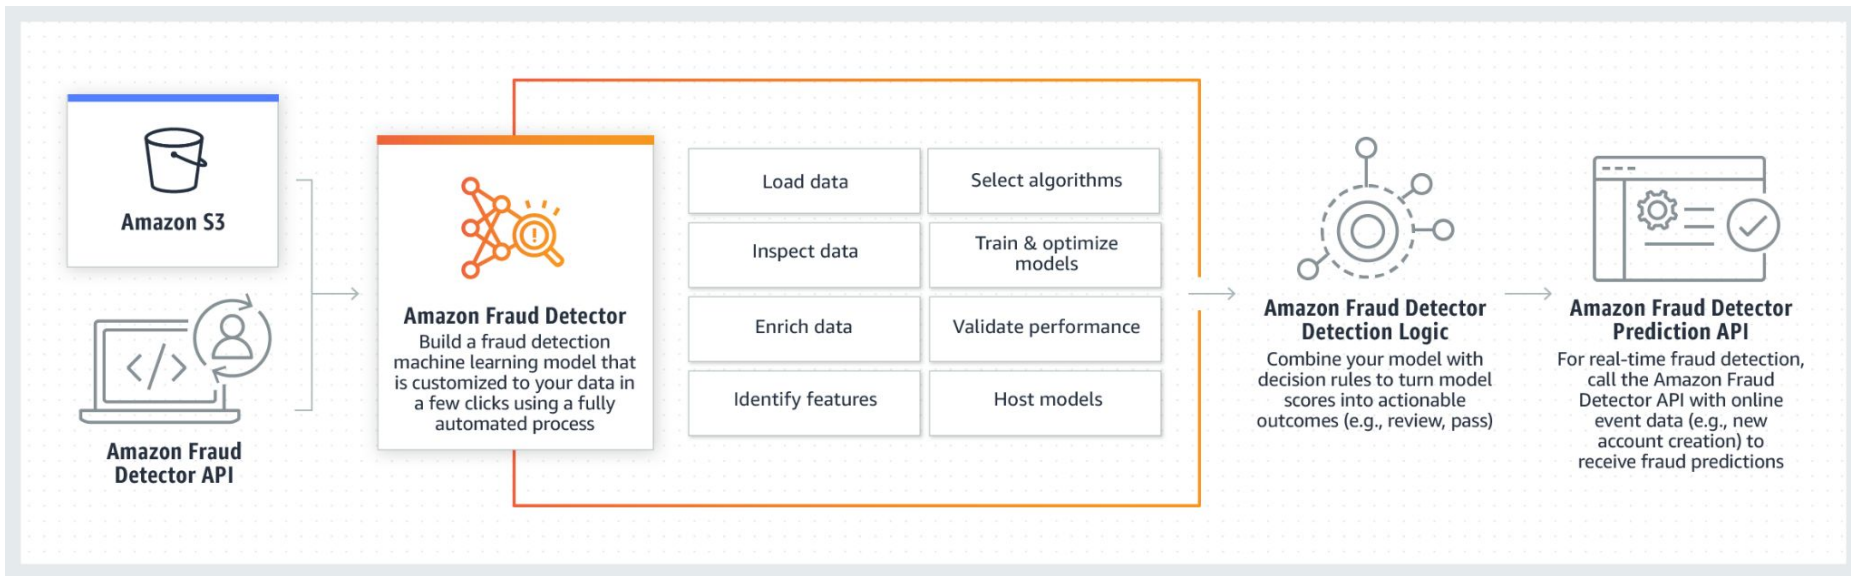 Amazon S3
Amazon Fraud
Detector API
Amazon Fraud Detector
Build a fraud detection
machine learning model that
is customized to your data in
a few clicks using a fully
automated process
Load data
Select algorithms
Inspect data
Train & optimize
models
Enrich data
Validate performance
Identify features
Host models
Amazon Fraud Detector
Detection Logic
Combine your model with
decision rules to turn model
scores into actionable
outcomes (e.g., review, pass)
Amazon Fraud Detector
Prediction API
For real-time fraud detection,
call the Amazon Fraud
Detector API with online
event data (e.g., new
account creation) to
receive fraud predictions